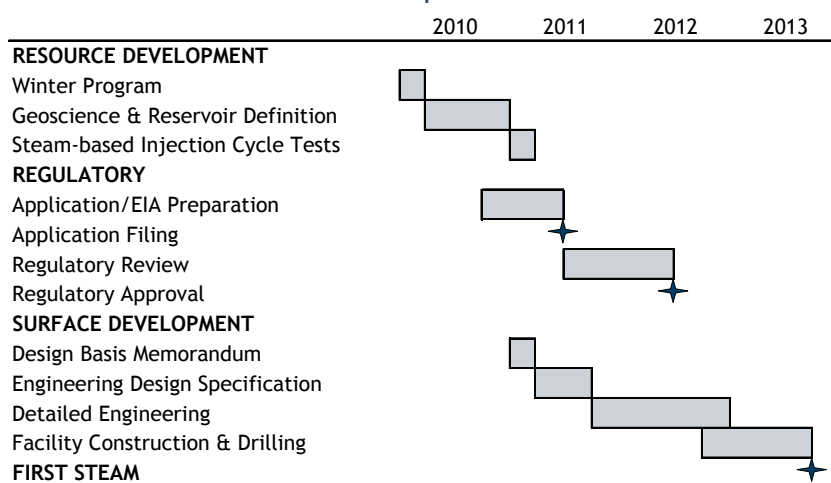 2010 2011 2012 2013
RESOURCE DEVELOPMENT
Winter Program
Geoscience & Reservoir Definition
Steam-based Injection Cycle Tests
REGULATORY
Application/EIA Preparation
Application Filing
Regulatory Review
Regulatory Approval
SURFACE DEVELOPMENT
Design Basis Memorandum
Engineering Design Specification
Detailed Engineering
Facility Construction & Drilling
FIRST STEAM